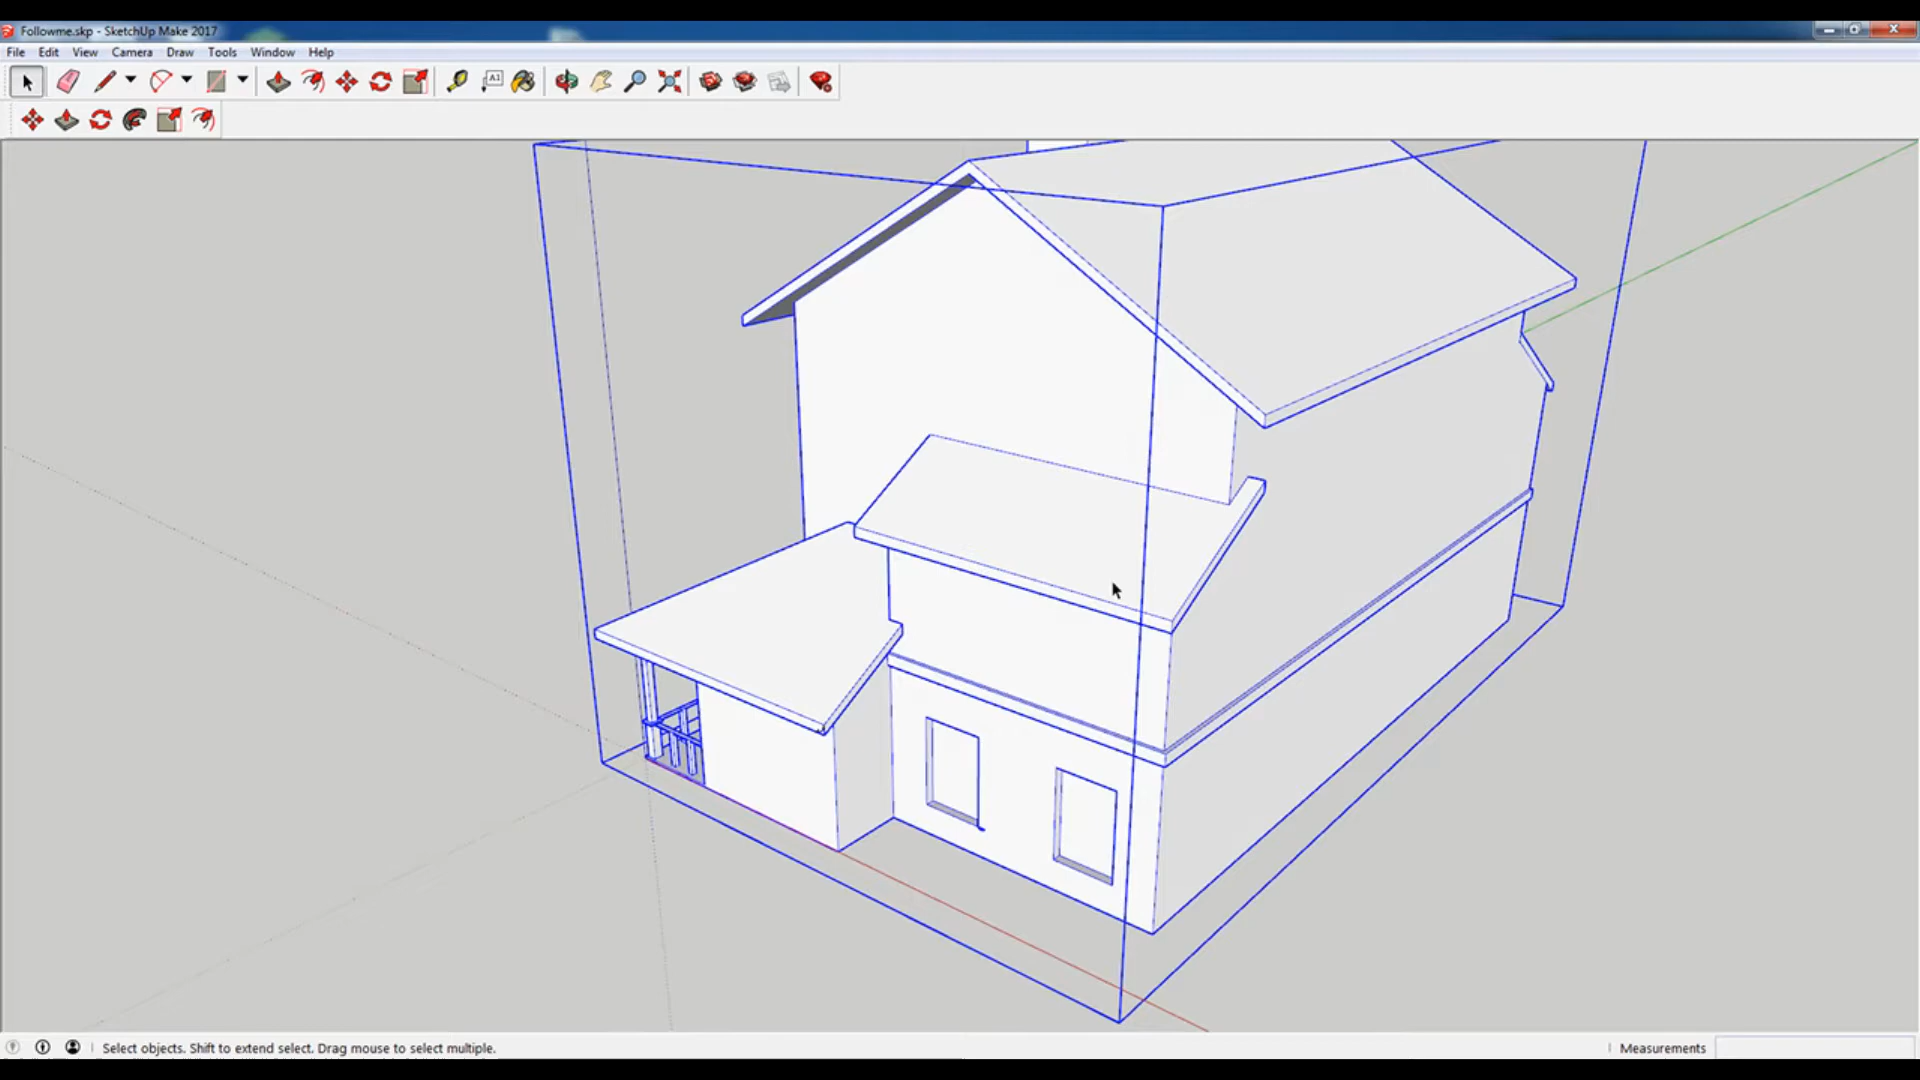 Followme.skp - SketchUp Make 2017
File Edit View Camera Draw Tools Window Help
A1
Select objects. Shift to extend select. Drag mouse to select multiple.
Measurements